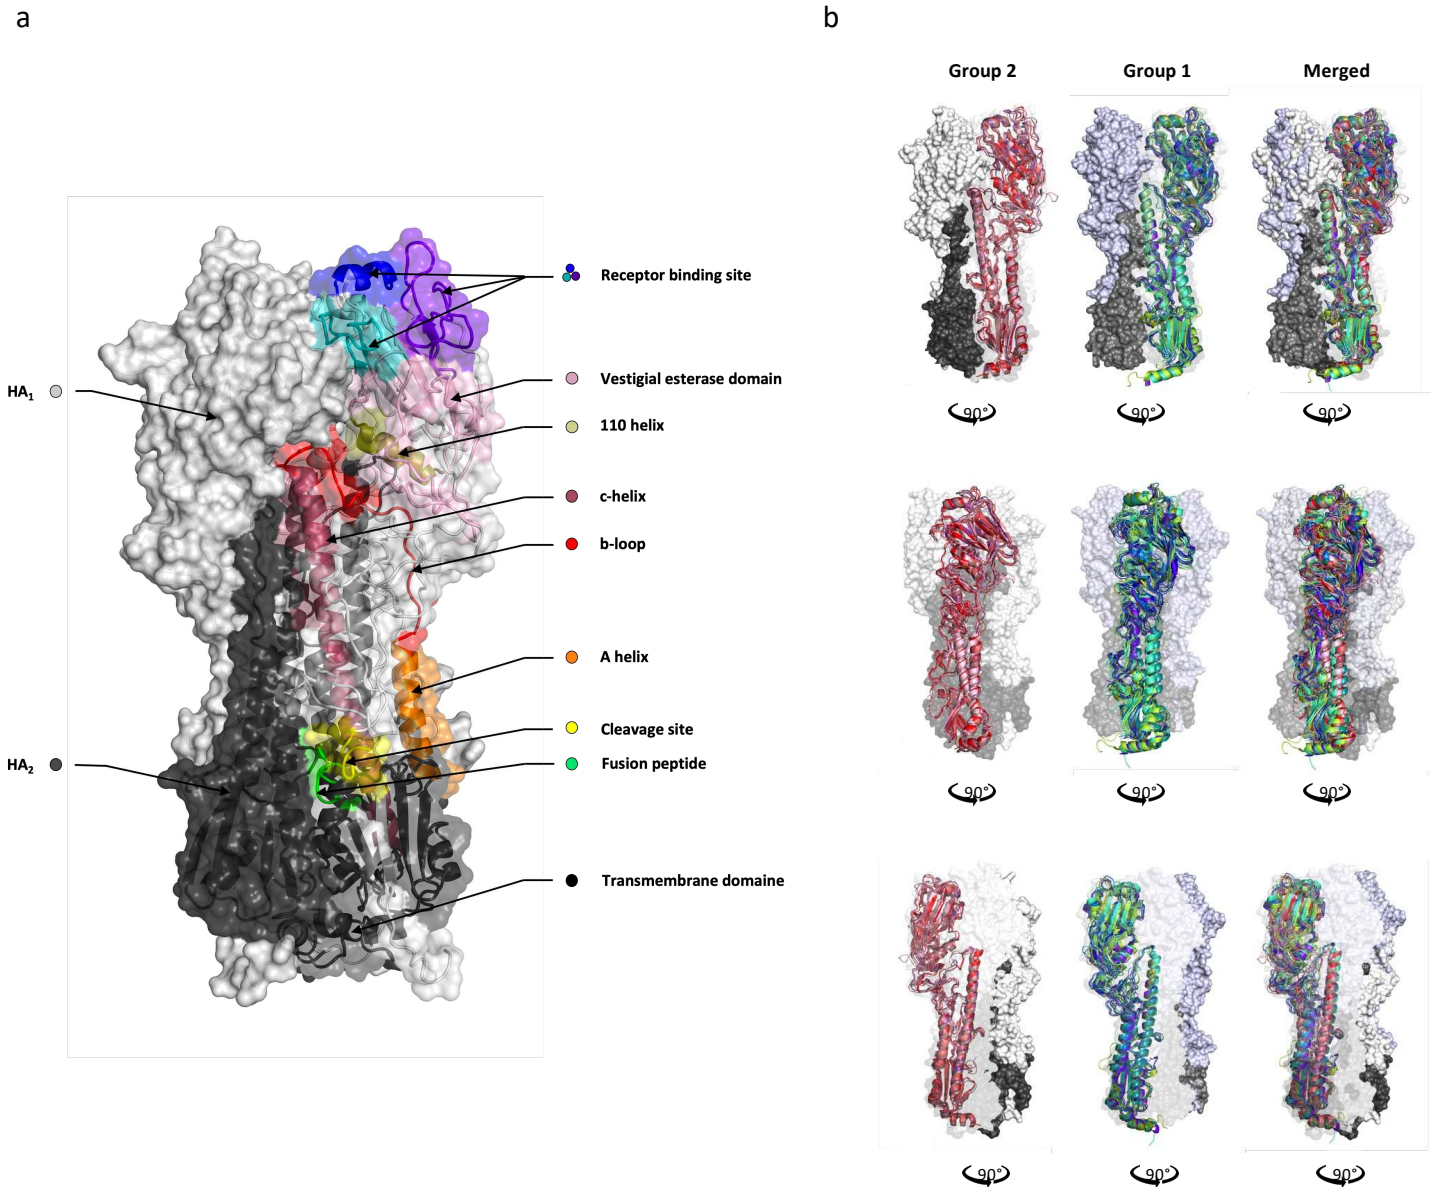 a
b
Group 2
Group 1
Merged
Receptor binding site
Vestigial esterase domain
HA1
110 helix
c-helix
b-loop
A helix
Cleavage site
HA2
Fusion peptide
Transmembrane domaine
90°
90°
90°
90°
90°
90°
90°
90°
90°